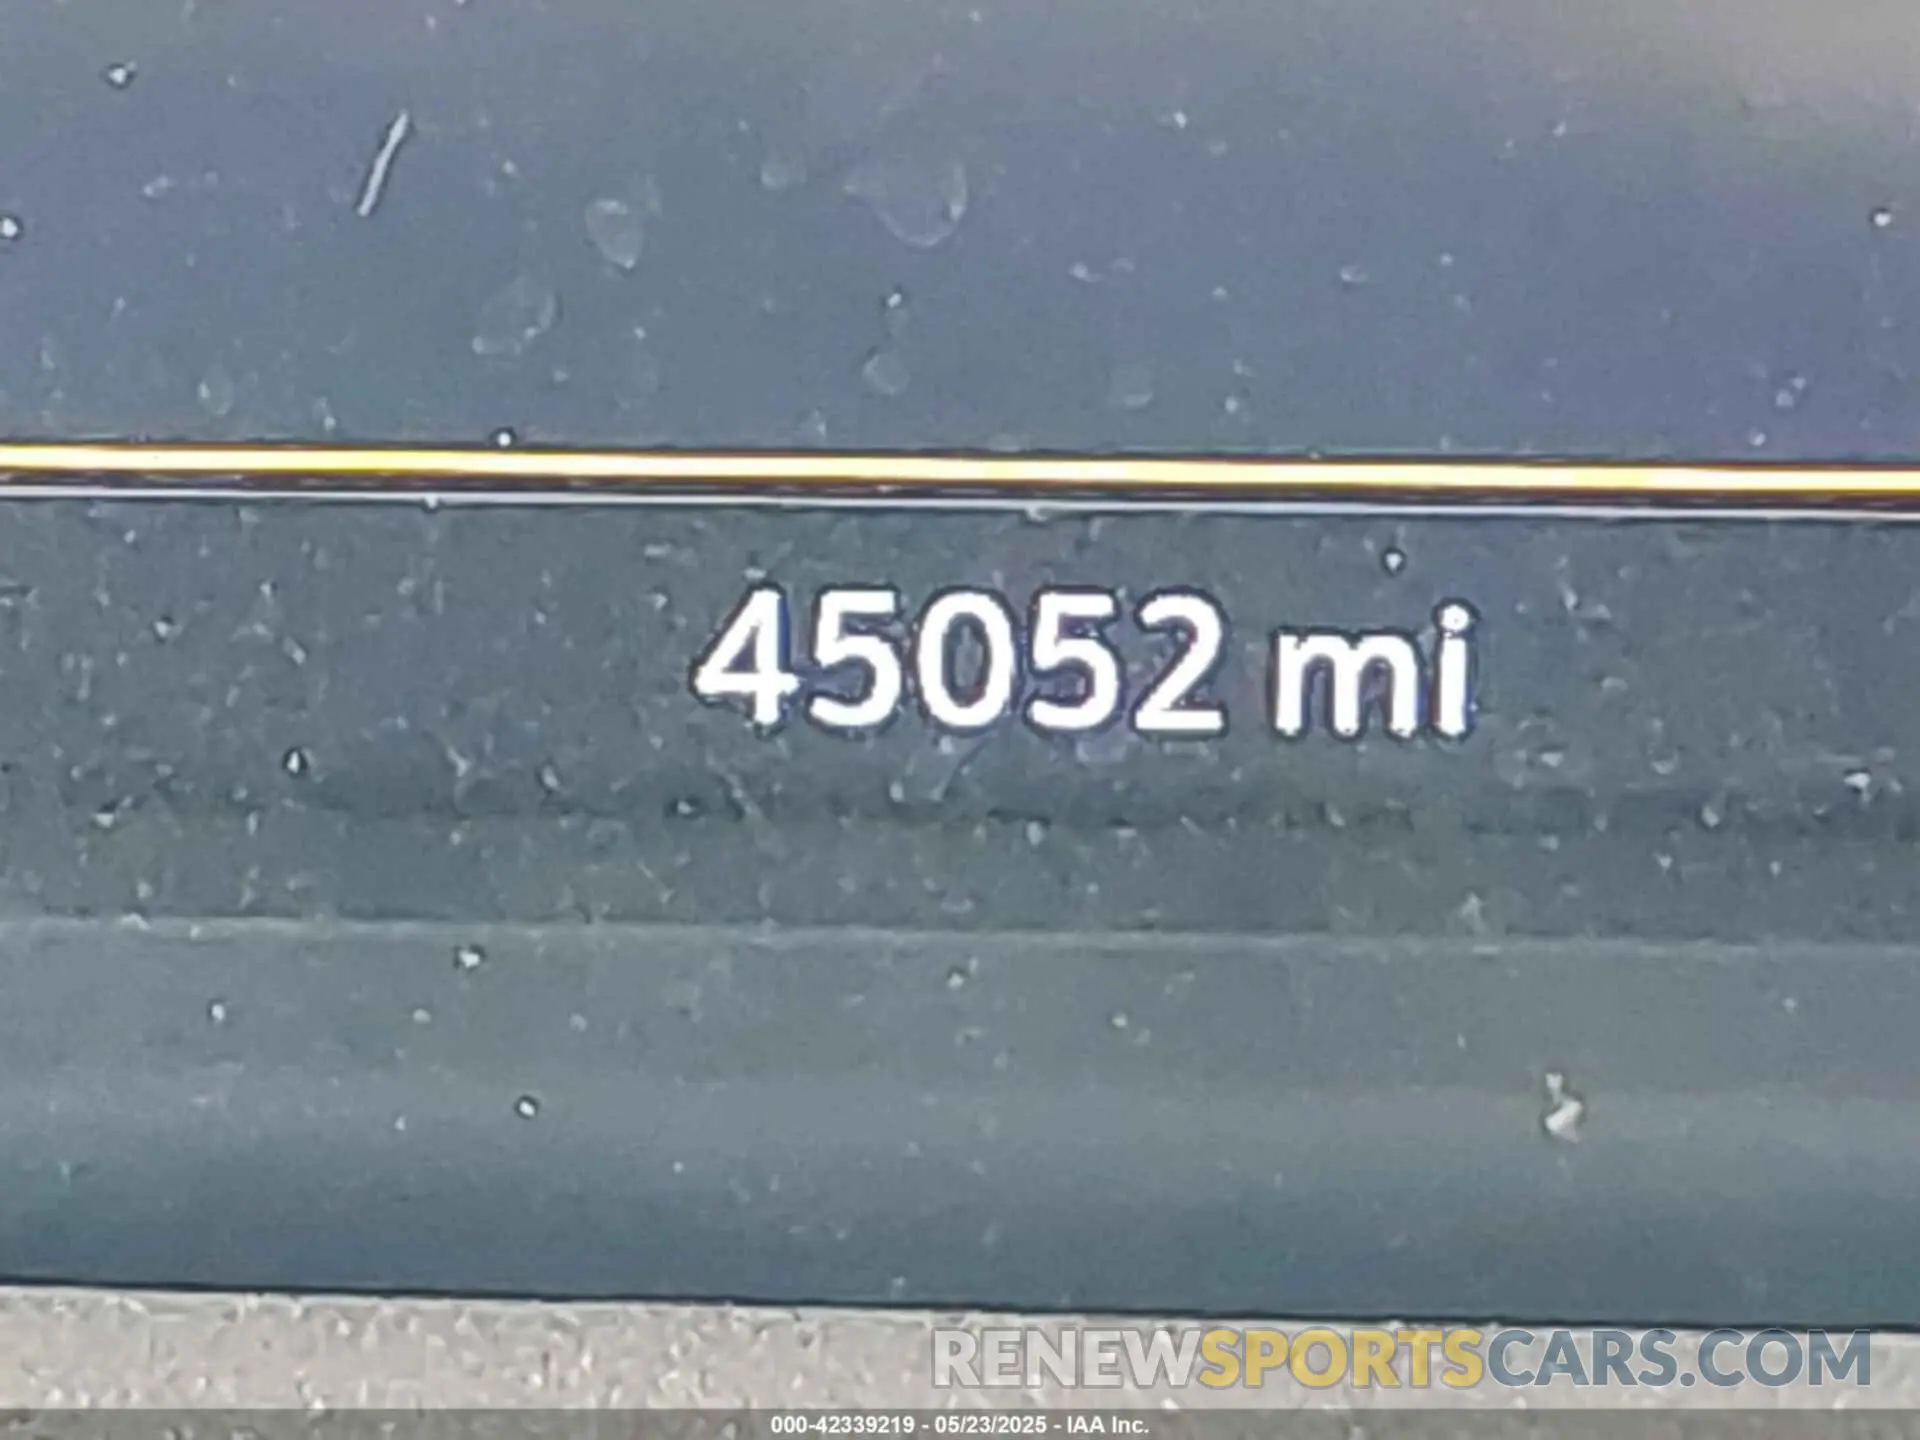 45052 mi
RENEWSPORTSCARS.COM
000-42339219 - 05/23/2025 - IAA Inc.